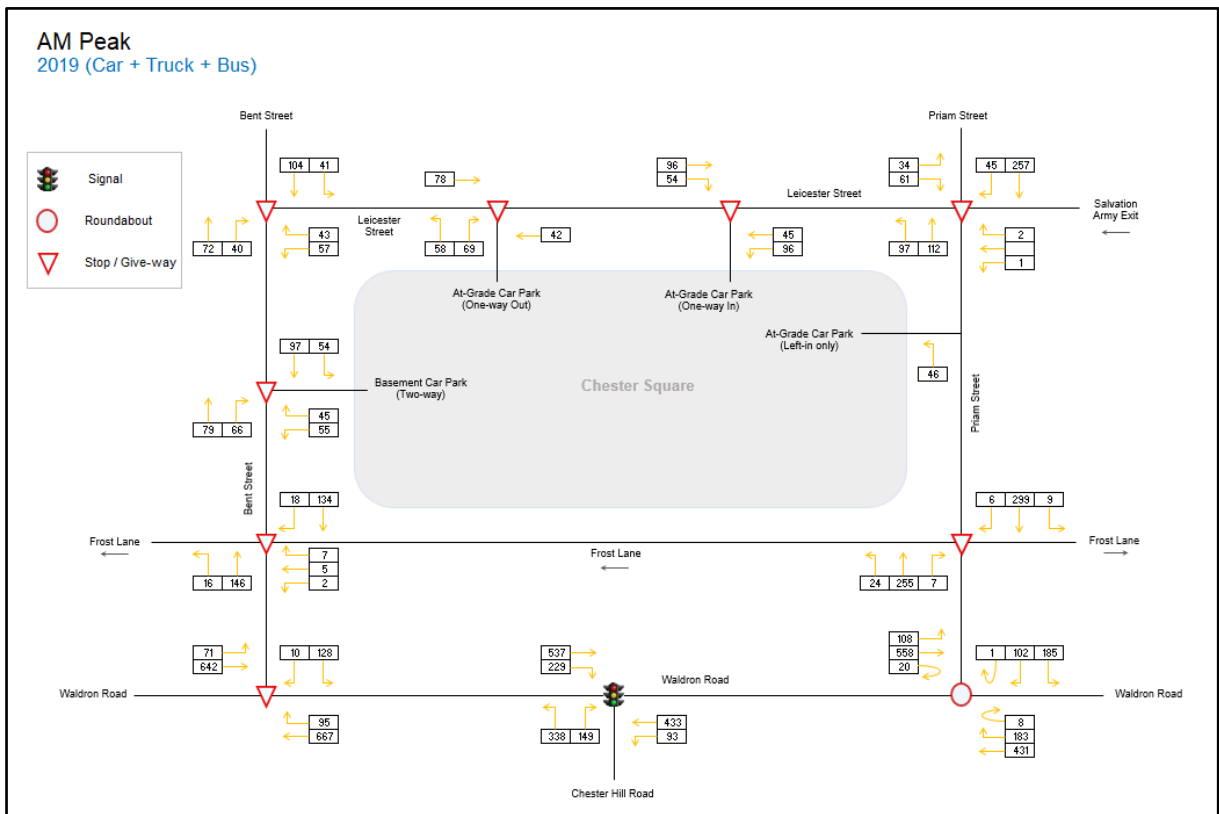 AM Peak
2019 (Car + Truck + Bus)
Bent Street
Priam Street
Signal
Roundabout
Stop / Give-way
104 41
78
96
54
34
61
45 257
Leicester Street
Salvation
Army Exit
72 40
43
57
Leicester
Street
58 69
42
45
96
97 112
2
1
At-Grade Car Park
(One-way Out)
At-Grade Car Park
(One-way In)
At-Grade Car Park
(Left-in only)
46
97 54
Basement Car Park
(Two-way)
Chester Square
79 66
45
55
Priam Street
Bent Street
18 134
6 299 9
Frost Lane
Frost Lane
Frost Lane
16 146
7
5
2
24 255 7
71
642
10 128
537
229
108
558
20
1 102 185
Waldron Road
Waldron Road
Waldron Road
95
667
338 149
433
93
8
183
431
Chester Hill Road